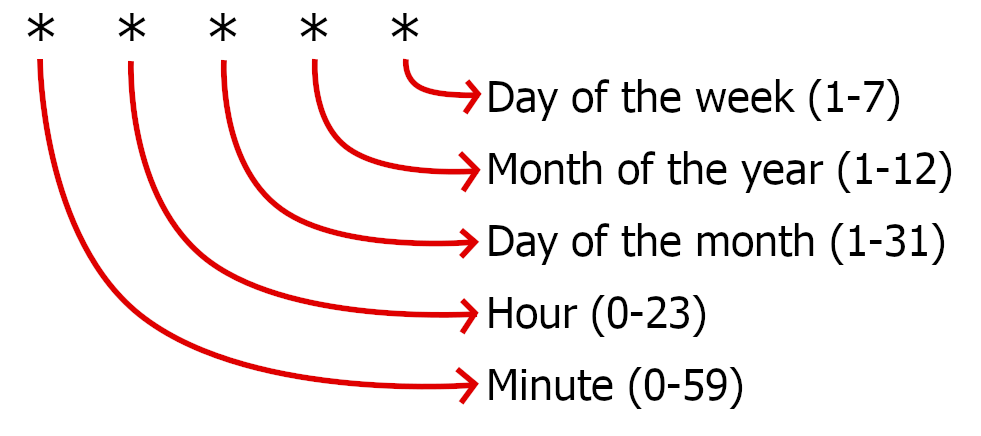 * * * * *
Day of the week (1-7)
Month of the year (1-12)
Day of the month (1-31)
Hour (0-23)
Minute (0-59)